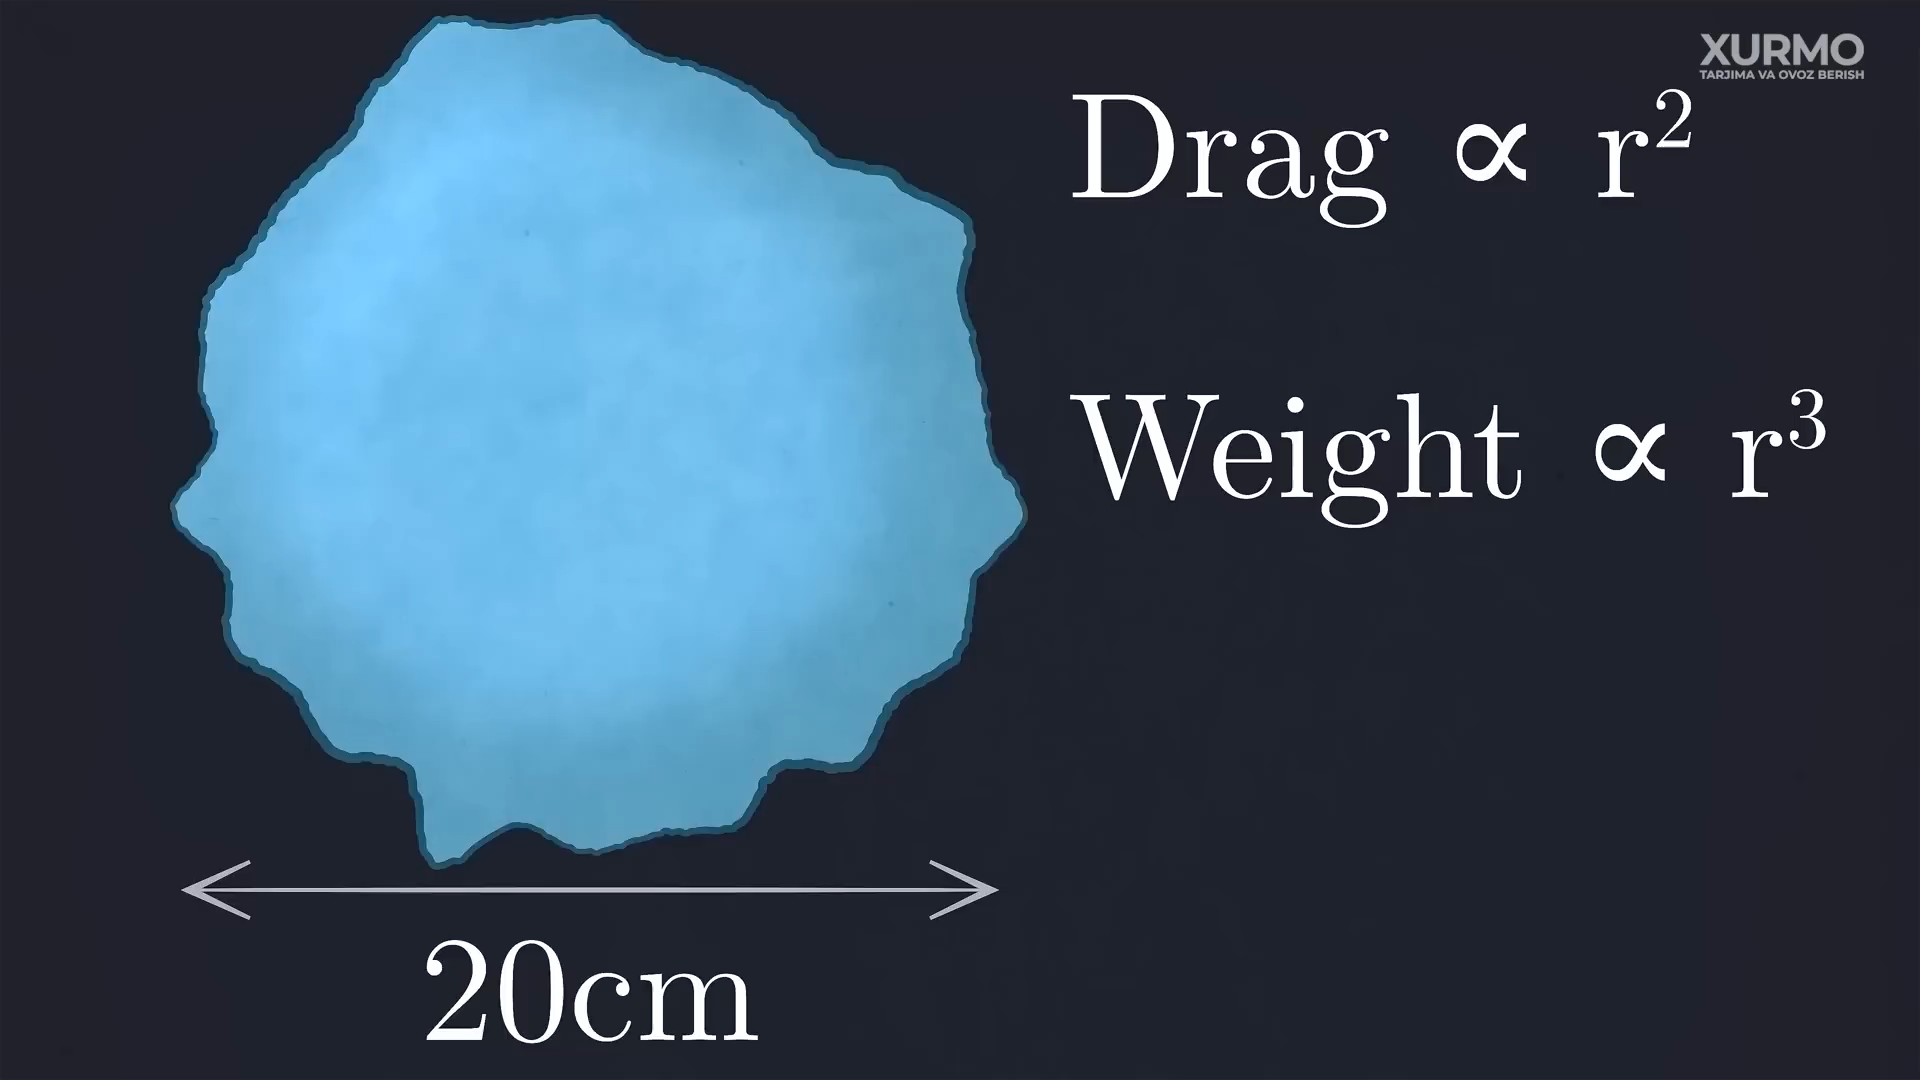 XURMO
TARJIMA VA OVOZ BERISH
Drag ∝ r²
Weight ∝ r³
20cm